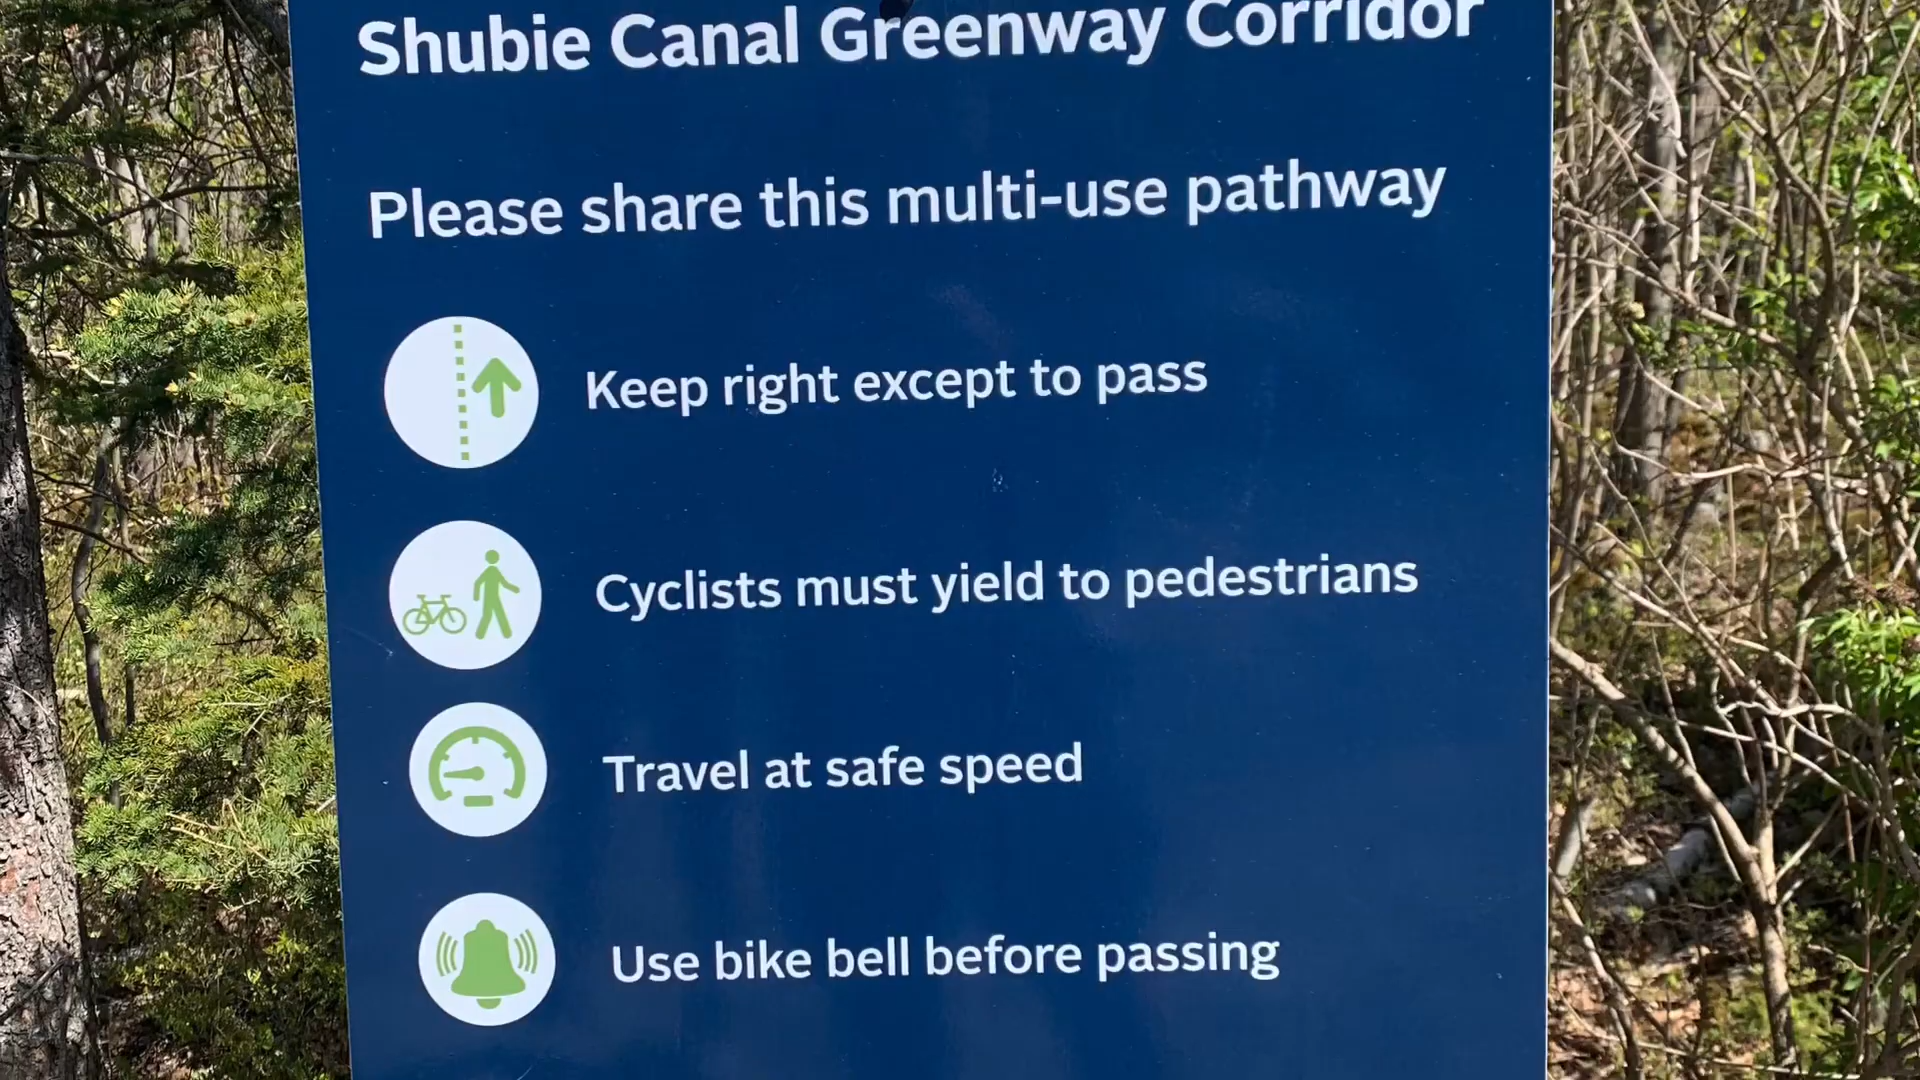 Shubie Canal Greenway Corridor
Please share this multi-use pathway
Keep right except to pass
Cyclists must yield to pedestrians
Travel at safe speed
Use bike bell before passing